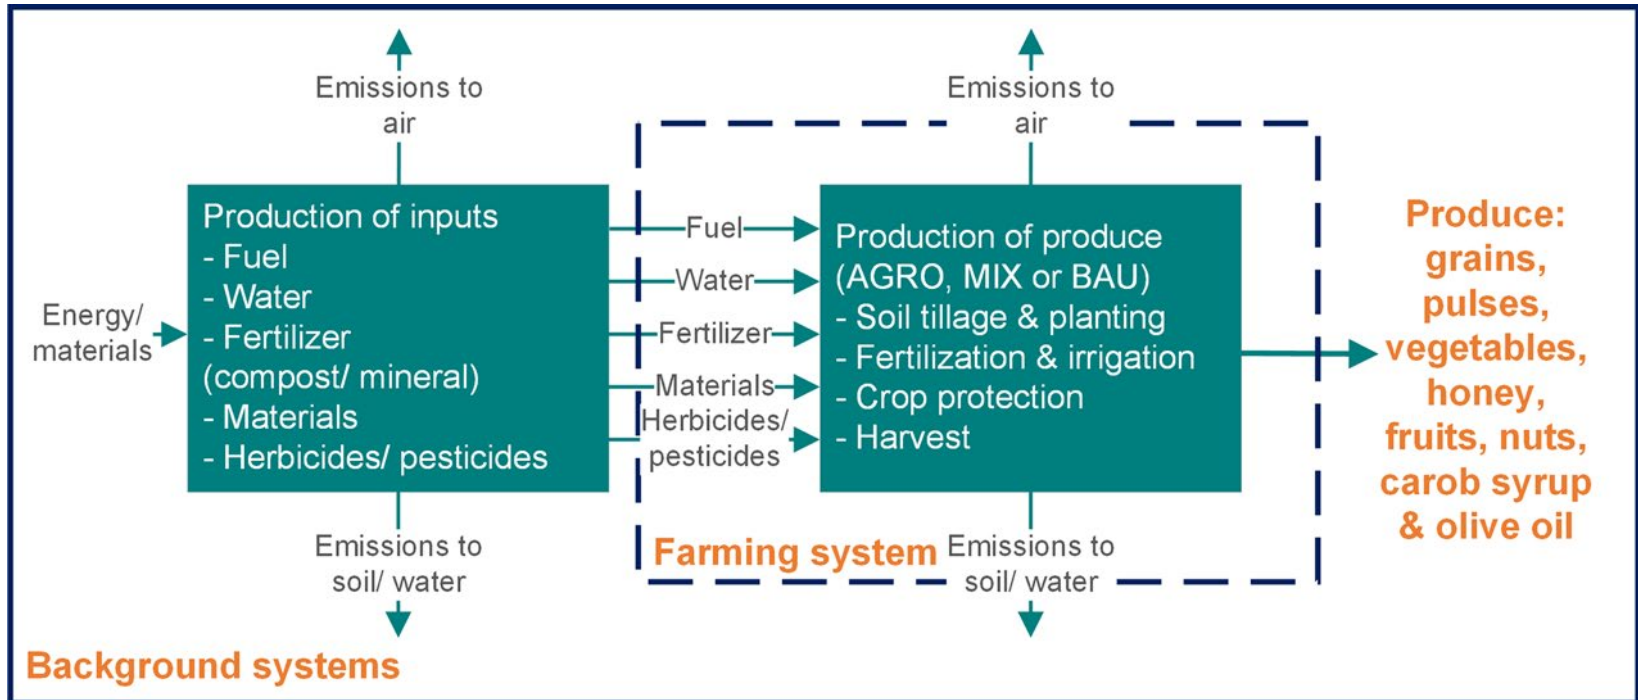 Emissions to
air
Emissions to
air
Production of inputs
- Fuel
- Water
- Fertilizer
(compost/ mineral)
- Materials
- Herbicides/ pesticides
Energy/
materials
Fuel
Water
Fertilizer
Materials
Herbicides/
pesticides
Production of produce
(AGRO, MIX or BAU)
- Soil tillage & planting
- Fertilization & irrigation
- Crop protection
- Harvest
Produce:
grains,
pulses,
vegetables,
honey,
fruits, nuts,
carob syrup
& olive oil
Emissions to
soil/ water
Farming system
Emissions to
soil/ water
Background systems